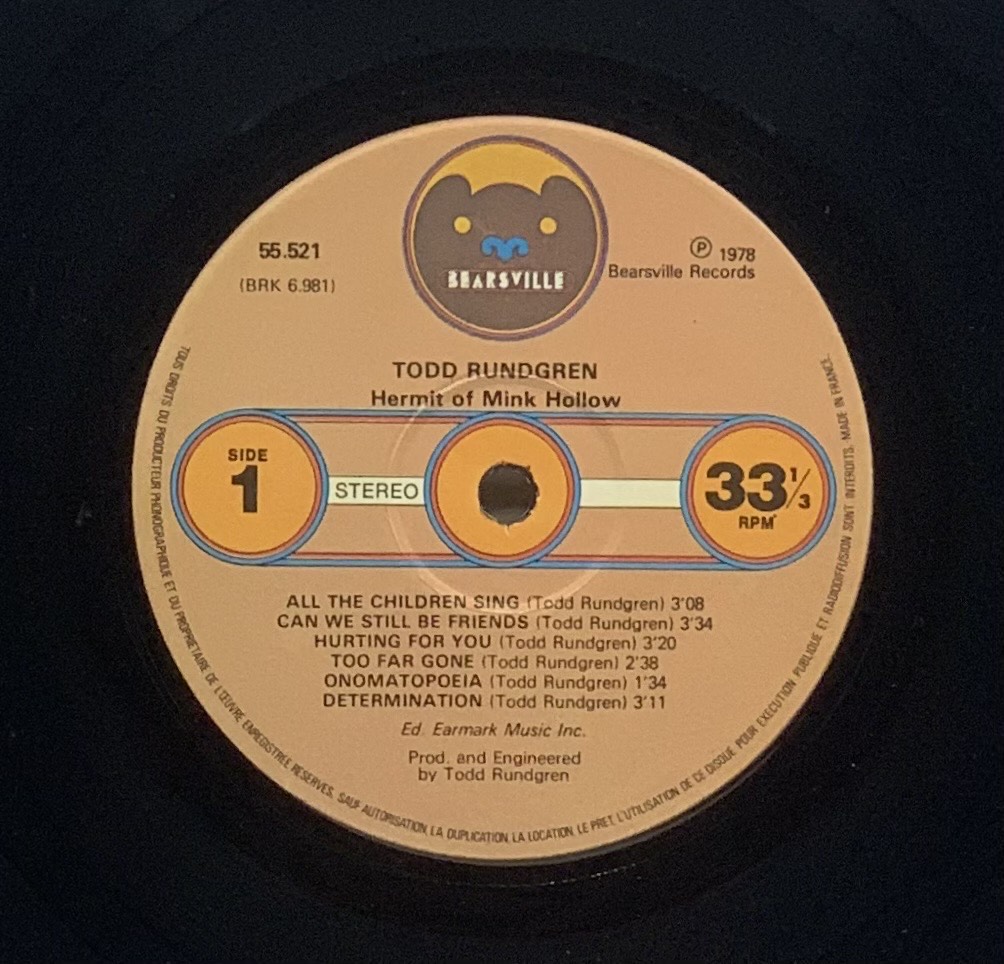 BEARSVILLE
55.521
(BRK 6.981)
℗ 1978
Bearsville Records
TODD RUNDGREN
Hermit of Mink Hollow
SIDE
1
STEREO
33 1/3
RPM
ALL THE CHILDREN SING (Todd Rundgren) 3'08
CAN WE STILL BE FRIENDS (Todd Rundgren) 3'34
HURTING FOR YOU (Todd Rundgren) 3'20
TOO FAR GONE (Todd Rundgren) 2'38
ONOMATOPOEIA (Todd Rundgren) 1'34
DETERMINATION (Todd Rundgren) 3'11
Ed. Earmark Music Inc.
Prod. and Engineered
by Todd Rundgren
TOUS DROITS DU PRODUCTEUR PHONOGRAPHIQUE ET DU PROPRIETAIRE DE L'ŒUVRE ENREGISTREE RESERVES. SAUF AUTORISATION, LA DUPLICATION, LA LOCATION, LE PRET, L'UTILISATION DE CE DISQUE POUR EXECUTION PUBLIQUE ET RADIODIFFUSION SONT INTERDITS. MADE IN FRANCE.